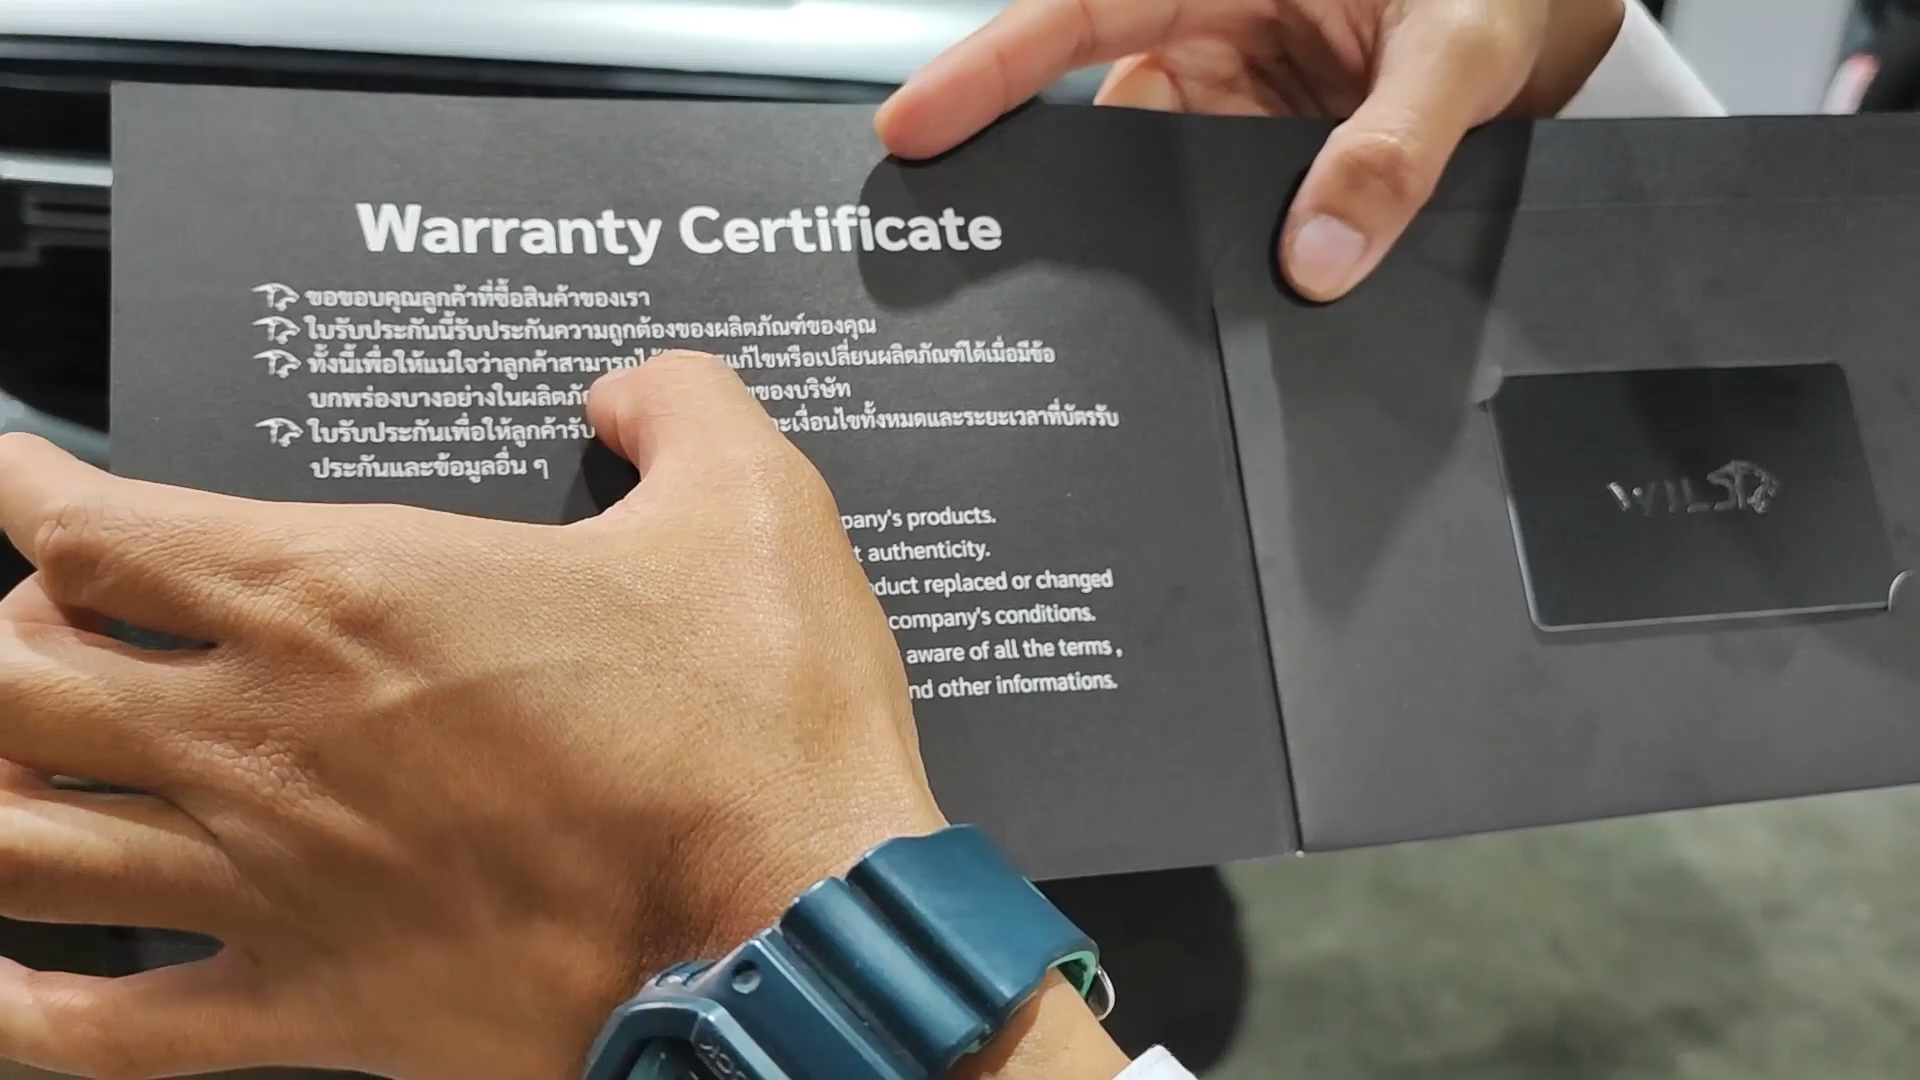 Warranty Certificate
ขอขอบคุณลูกค้าที่ซื้อสินค้าของเรา
ใบรับประกันนี้รับประกันความถูกต้องของผลิตภัณฑ์ของคุณ
ทั้งนี้เพื่อให้แน่ใจว่าลูกค้าสามารถ แก้ไขหรือเปลี่ยนผลิตภัณฑ์ได้เมื่อมีข้อ
บกพร่องบางอย่างใน ของบริษัท
ใบรับประกันเพื่อให้ลูกค้า เงื่อนไขทั้งหมดและระยะเวลาที่บัตรรับ
ประกันและข้อมูลอื่น ๆ
products.
authenticity.
replaced or changed
company's conditions.
aware of all the terms ,
other informations.
WILD